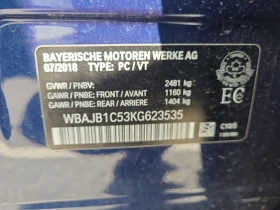 BAYERISCHE MOTOREN WERKE AG
07/2018 TYPE: PC / VT
GVWR / PNBV: 2481 kg
GAWR / PNBE: FRONT / AVANT 1160 kg
GAWR / PNBE: REAR / ARRIERE 1404 kg
EC
WBAJB1C53KG623535
C10/S